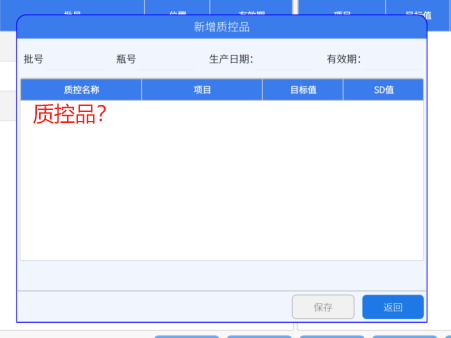 新增质控品
批号 瓶号 生产日期: 有效期:
质控名称 项目 目标值 SD值
质控品?
保存 返回